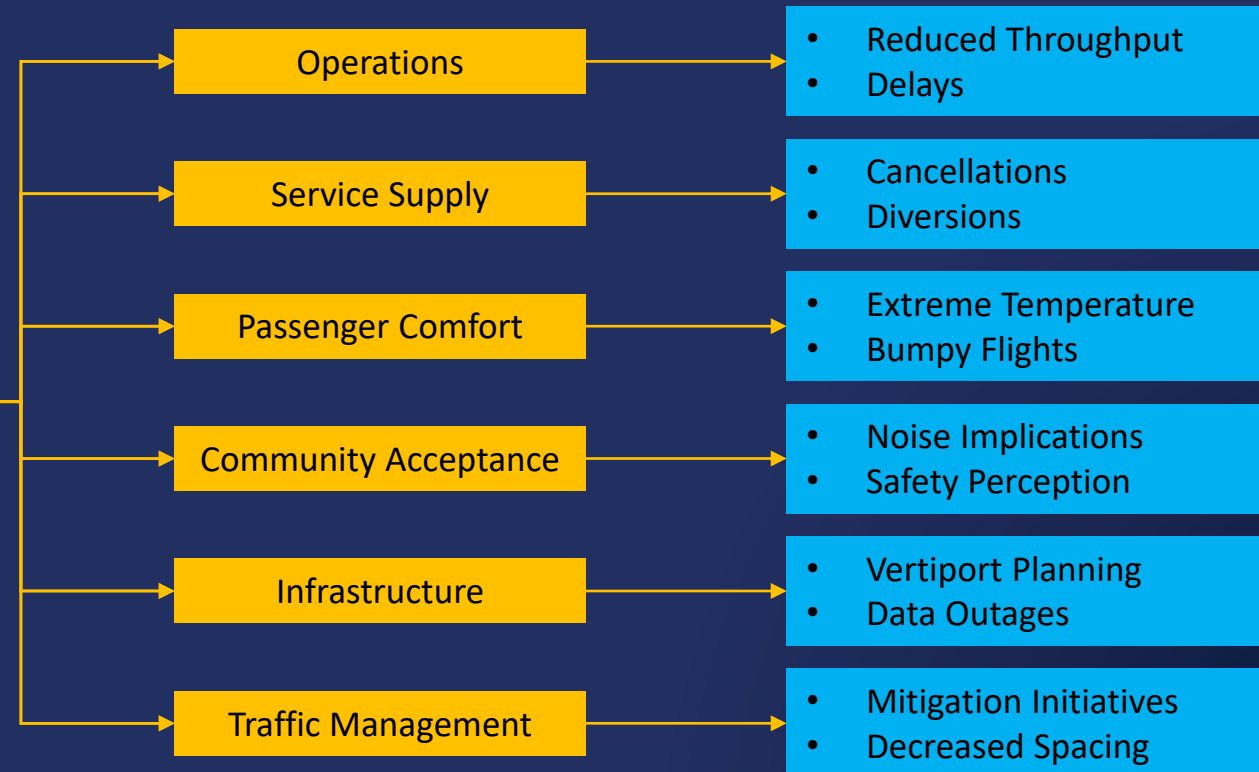 Operations
• Reduced Throughput
• Delays
Service Supply
• Cancellations
• Diversions
Passenger Comfort
• Extreme Temperature
• Bumpy Flights
Community Acceptance
• Noise Implications
• Safety Perception
Infrastructure
• Vertiport Planning
• Data Outages
Traffic Management
• Mitigation Initiatives
• Decreased Spacing